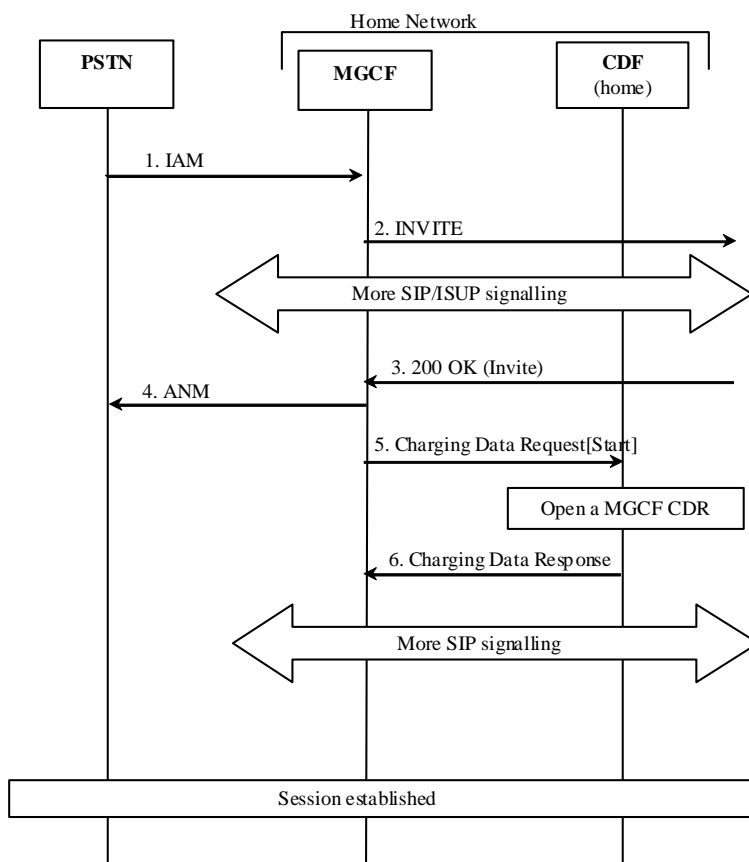 Home Network
PSTN
MGCF
CDF
(home)
1. IAM
2. INVITE
More SIP/ISUP signalling
3. 200 OK (Invite)
4. ANM
5. Charging Data Request[Start]
Open a MGCF CDR
6. Charging Data Response
More SIP signalling
Session established